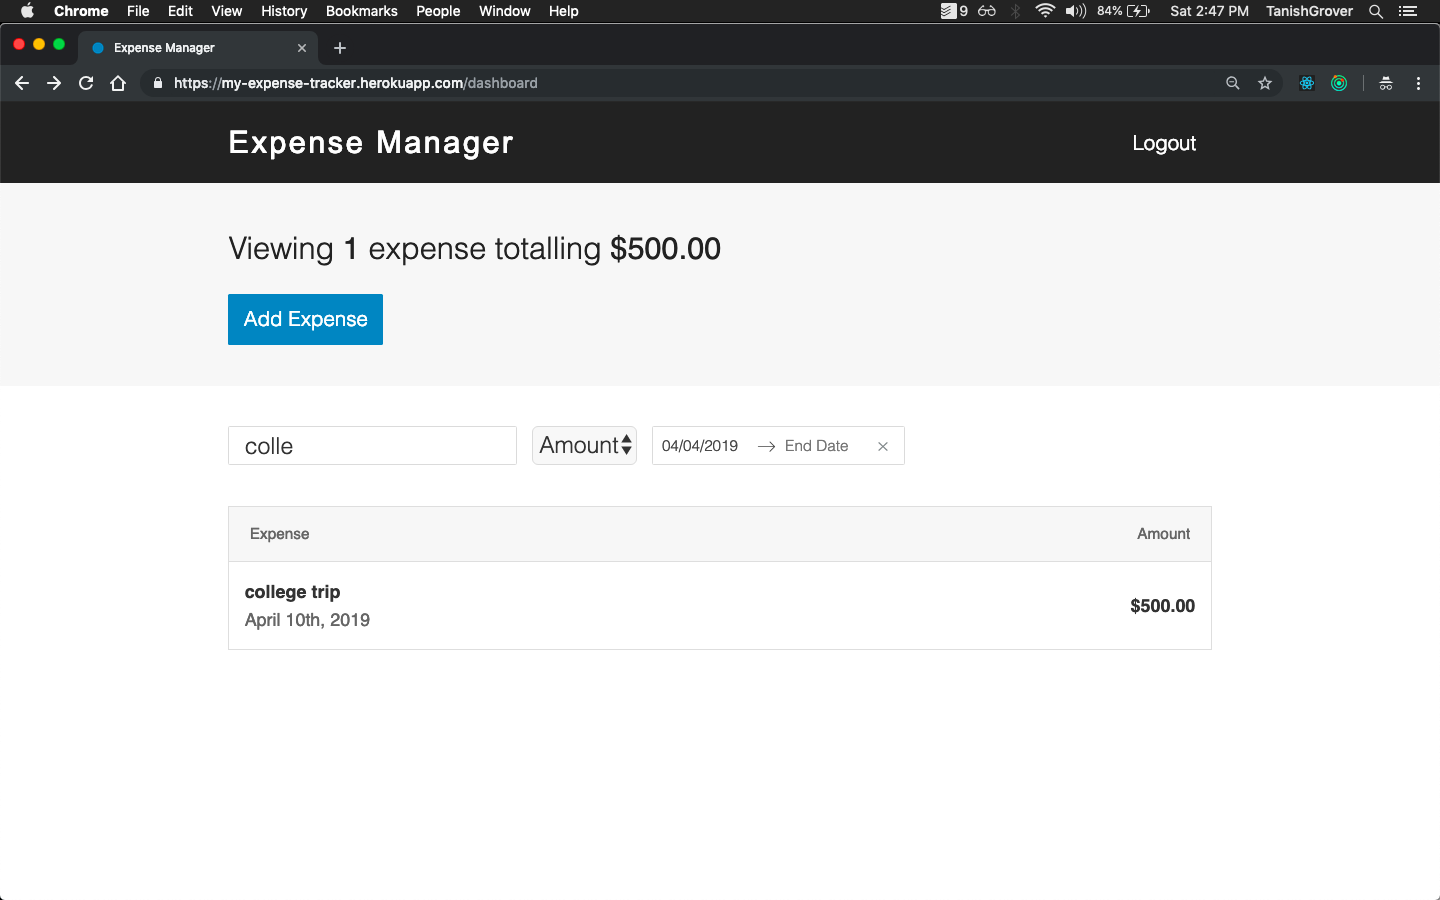 Chrome File Edit View History Bookmarks People Window Help 9 84% Sat 2:47 PM TanishGrover
Expense Manager
https://my-expense-tracker.herokuapp.com/dashboard
Expense Manager Logout
Viewing 1 expense totalling $500.00
Add Expense
colle Amount 04/04/2019 End Date
Expense Amount
college trip
April 10th, 2019
$500.00